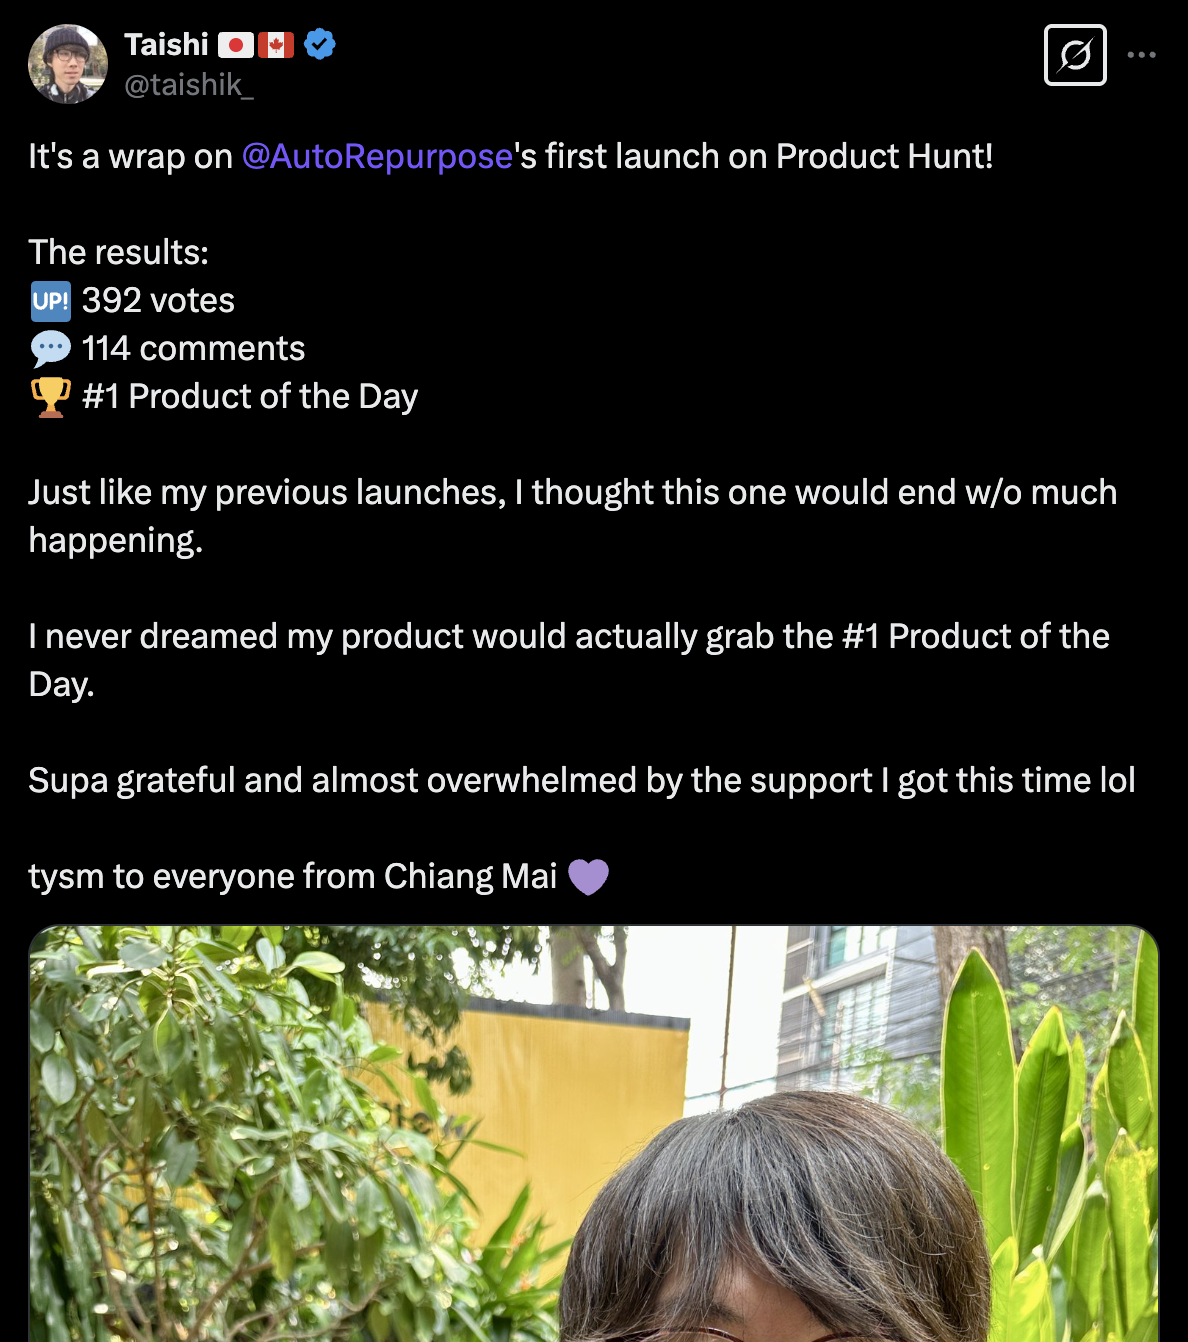 Taishi 🇯🇵🇨🇦
@taishik_
It's a wrap on @AutoRepurpose's first launch on Product Hunt!
The results:
🆙 392 votes
💬 114 comments
🏆 #1 Product of the Day
Just like my previous launches, I thought this one would end w/o much
happening.
I never dreamed my product would actually grab the #1 Product of the
Day.
Supa grateful and almost overwhelmed by the support I got this time lol
tysm to everyone from Chiang Mai 💜